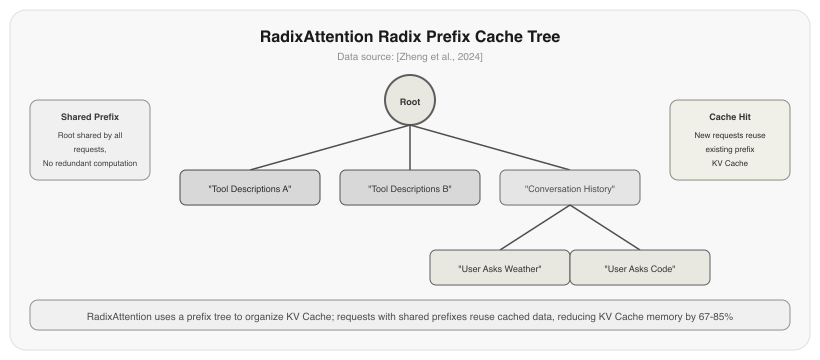 RadixAttention Radix Prefix Cache Tree
Data source: [Zheng et al., 2024]
Root
Shared Prefix
Root shared by all
requests,
No redundant computation
Cache Hit
New requests reuse
existing prefix
KV Cache
"Tool Descriptions A"
"Tool Descriptions B"
"Conversation History"
"User Asks Weather"
"User Asks Code"
RadixAttention uses a prefix tree to organize KV Cache; requests with shared prefixes reuse cached data, reducing KV Cache memory by 67-85%